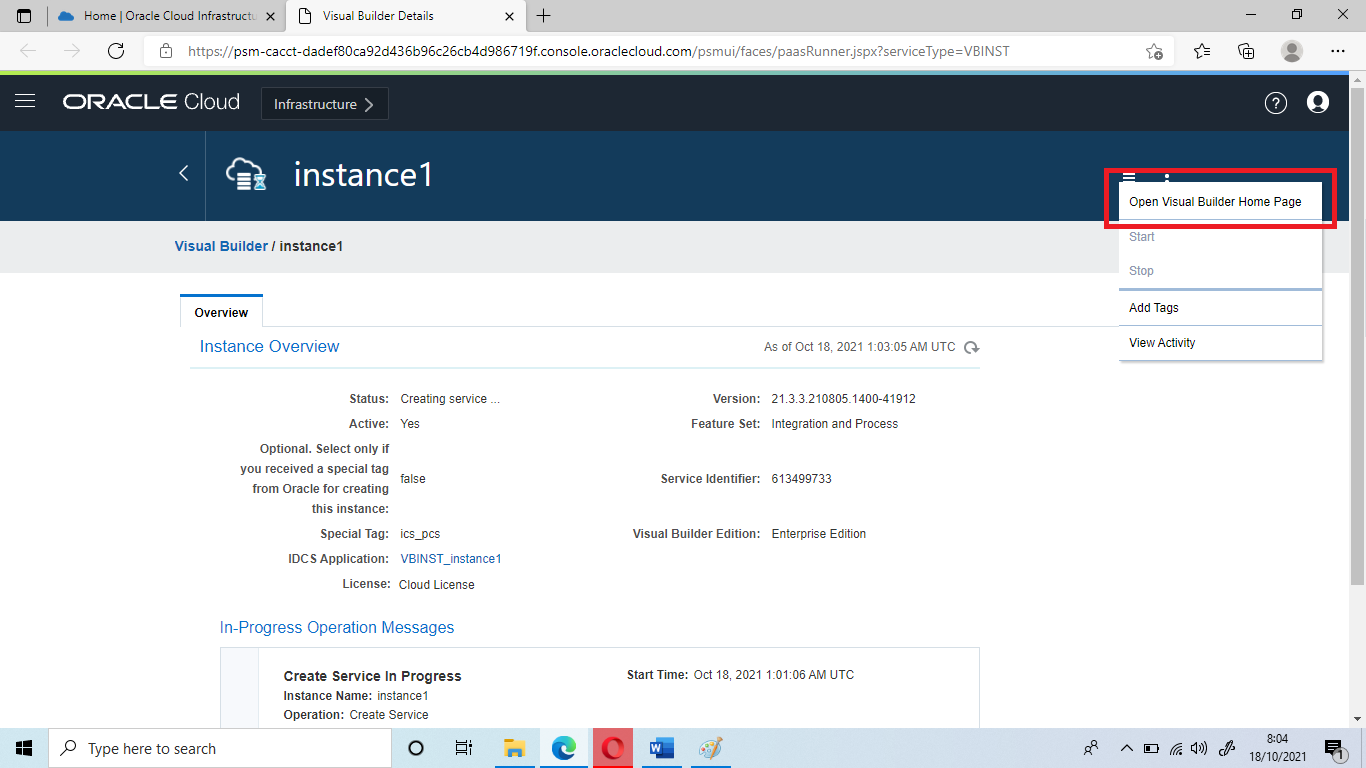 Home | Oracle Cloud Infrastructu
Visual Builder Details
https://psm-cacct-dadef80ca92d436b96c26cb4d986719f.console.oraclecloud.com/psmui/faces/paasRunner.jspx?serviceType=VBINST
ORACLE Cloud
Infrastructure
?
instance1
Open Visual Builder Home Page
Start
Stop
Add Tags
View Activity
Visual Builder / instance1
Overview
Instance Overview
As of Oct 18, 2021 1:03:05 AM UTC
Status: Creating service ...
Version: 21.3.3.210805.1400-41912
Active: Yes
Feature Set: Integration and Process
Optional. Select only if
you received a special tag
from Oracle for creating
this instance:
false
Service Identifier: 613499733
Special Tag: ics_pcs
Visual Builder Edition: Enterprise Edition
IDCS Application: VBINST_instance1
License: Cloud License
In-Progress Operation Messages
Create Service In Progress
Start Time: Oct 18, 2021 1:01:06 AM UTC
Instance Name: instance1
Operation: Create Service
Type here to search
8:04
18/10/2021
1